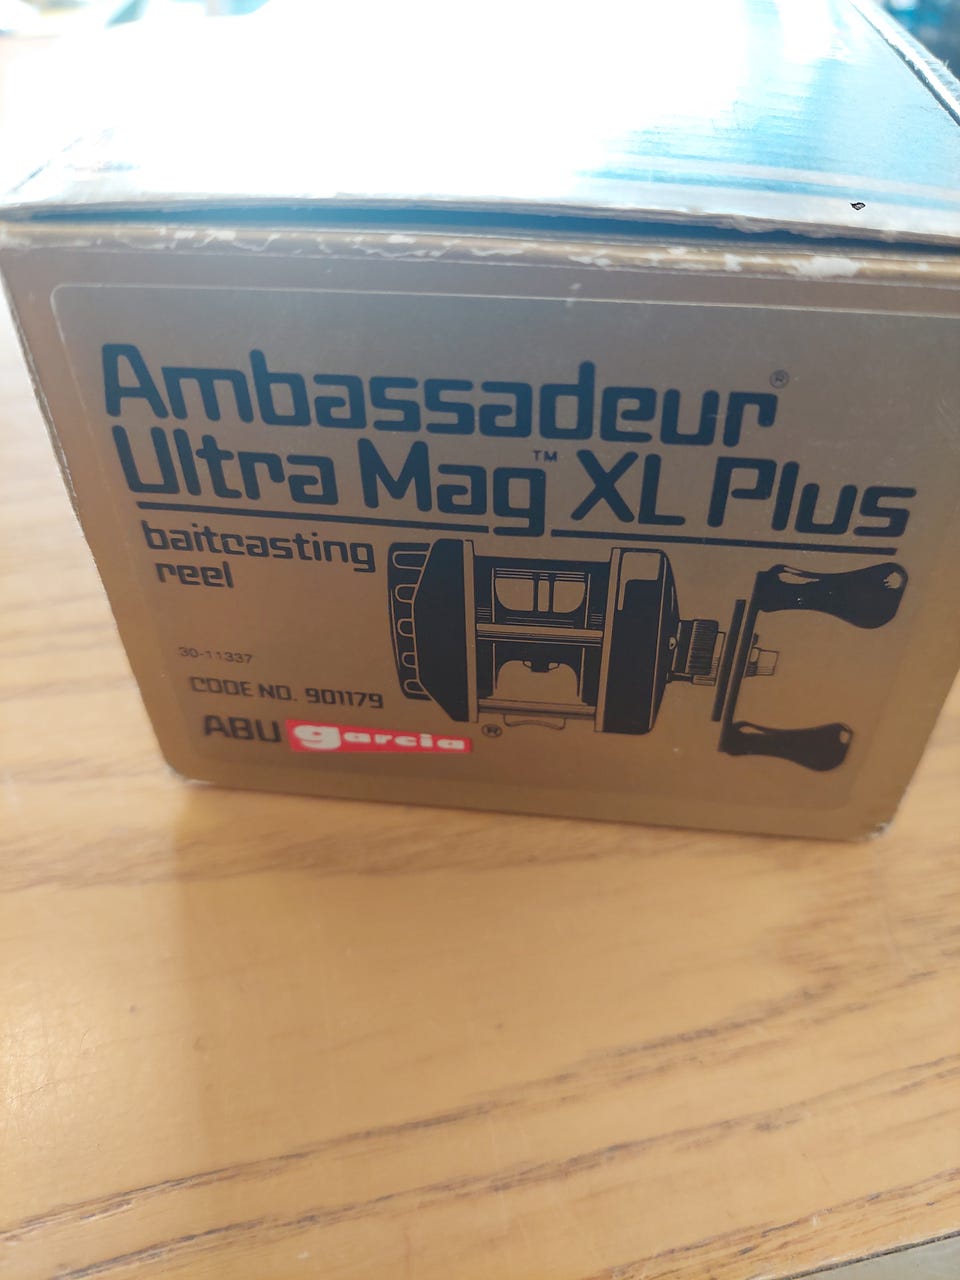 Ambassadeur®
Ultra Mag™ XL Plus
baitcasting
reel
30-11337
CODE NO. 901179
ABU garcia ®